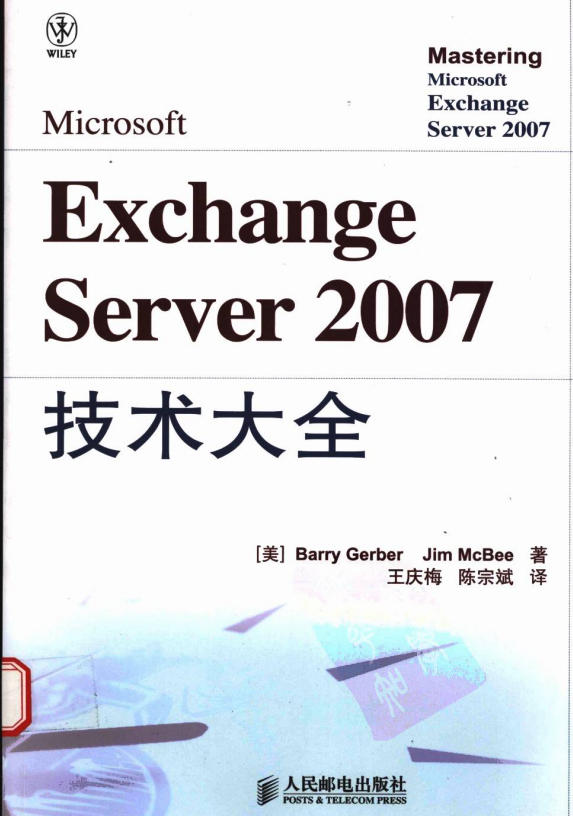 WILEY
Mastering
Microsoft
Exchange
Server 2007
Microsoft
Exchange
Server 2007
技术大全
[美] Barry Gerber Jim McBee 著
王庆梅 陈宗斌 译
人民邮电出版社
POSTS & TELECOM PRESS